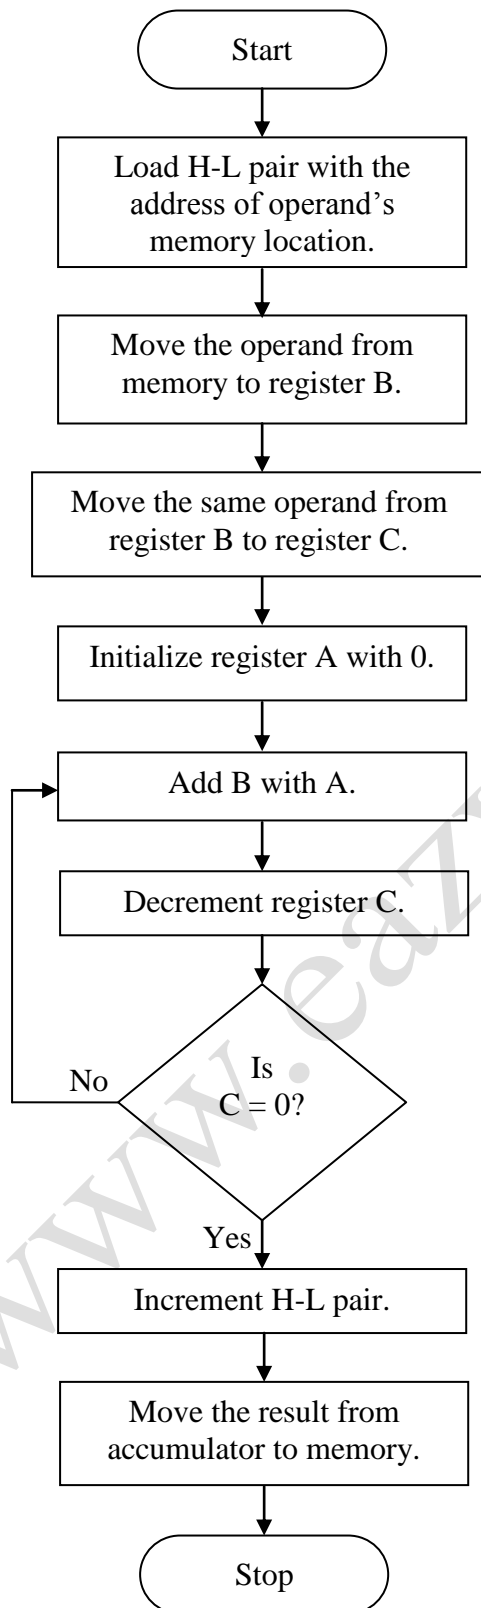 Start
Load H-L pair with the
address of operand’s
memory location.
Move the operand from
memory to register B.
Move the same operand from
register B to register C.
Initialize register A with 0.
Add B with A.
Decrement register C.
Is
C = 0?
No
Yes
Increment H-L pair.
Move the result from
accumulator to memory.
Stop
www.eazy